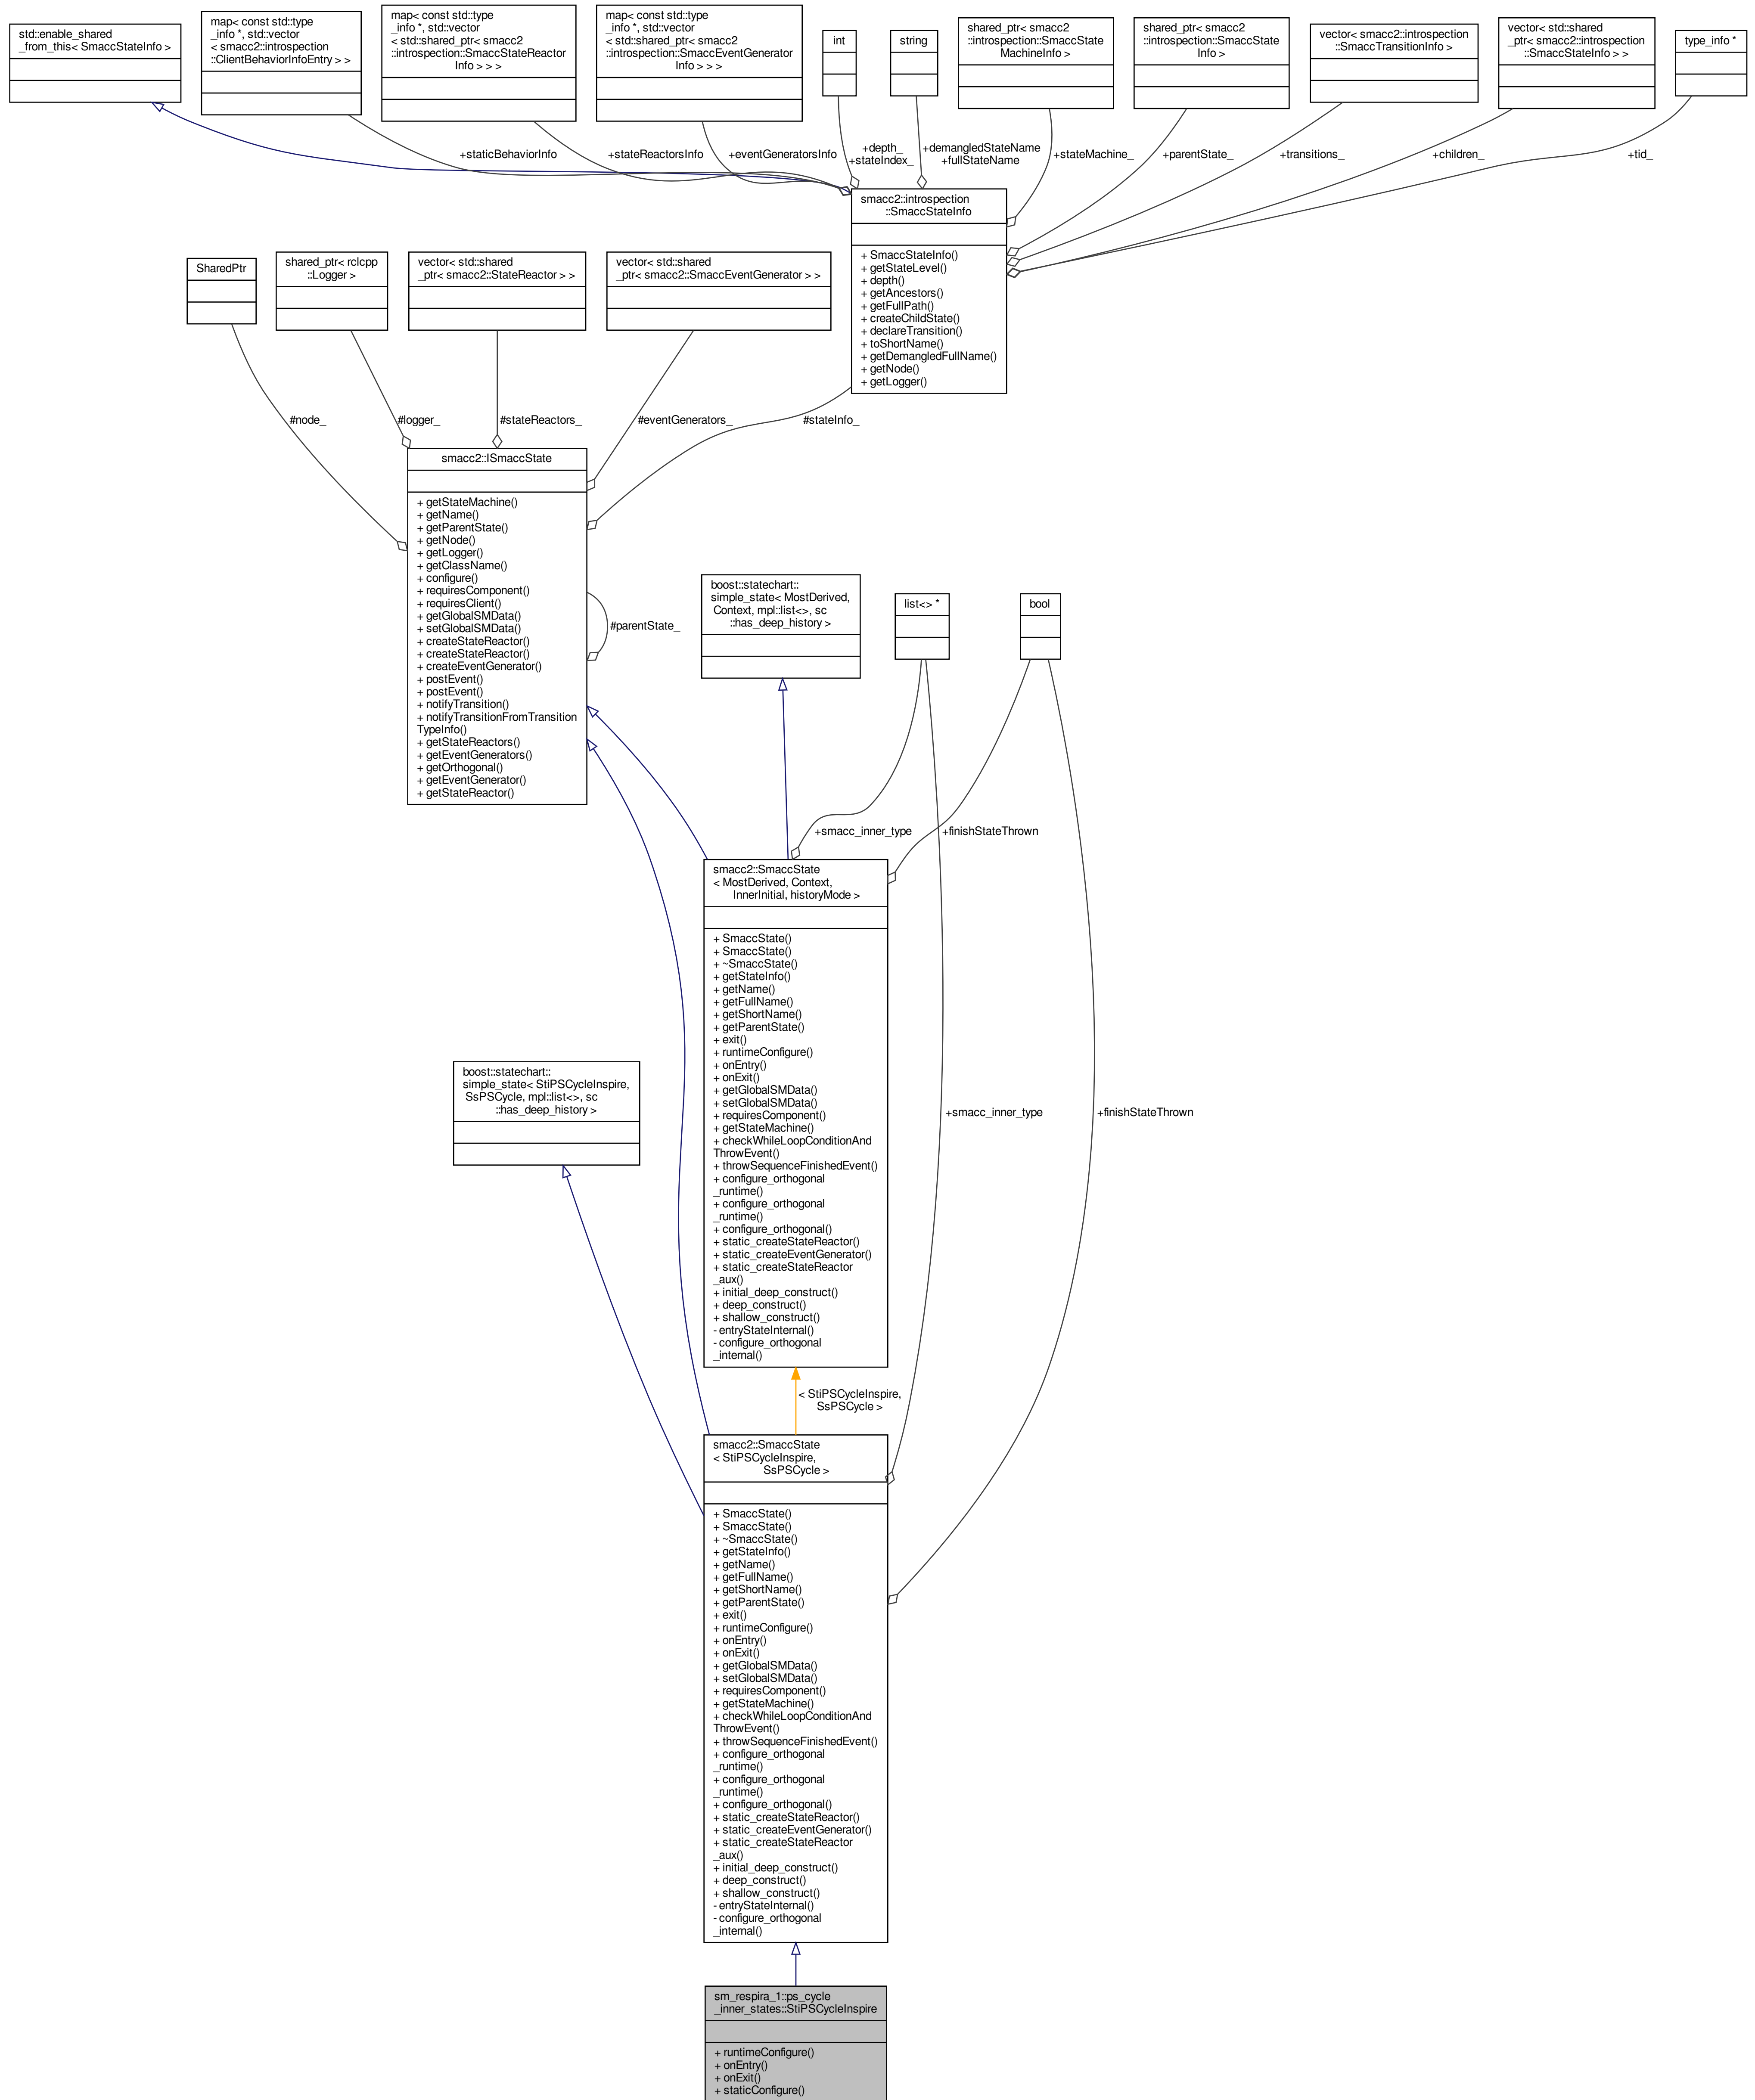 std::enable_shared
_from_this< SmaccStateInfo >
map< const std::type
_info *, std::vector
< smacc2::introspection
::ClientBehaviorInfoEntry > >
map< const std::type
_info *, std::vector
< std::shared_ptr< smacc2
::introspection::SmaccStateReactor
Info > > >
map< const std::type
_info *, std::vector
< std::shared_ptr< smacc2
::introspection::SmaccEventGenerator
Info > > >
int
string
shared_ptr< smacc2
::introspection::SmaccState
MachineInfo >
shared_ptr< smacc2
::introspection::SmaccState
Info >
vector< smacc2::introspection
::SmaccTransitionInfo >
vector< std::shared
_ptr< smacc2::introspection
::SmaccStateInfo > >
type_info *
+staticBehaviorInfo
+stateReactorsInfo
+eventGeneratorsInfo
+depth_
+stateIndex_
+demangledStateName
+fullStateName
+stateMachine_
+parentState_
+transitions_
+children_
+tid_
smacc2::introspection
::SmaccStateInfo
+ SmaccStateInfo()
+ getStateLevel()
+ depth()
+ getAncestors()
+ getFullPath()
+ createChildState()
+ declareTransition()
+ toShortName()
+ getDemangledFullName()
+ getNode()
+ getLogger()
SharedPtr
shared_ptr< rclcpp
::Logger >
vector< std::shared
_ptr< smacc2::StateReactor > >
vector< std::shared
_ptr< smacc2::SmaccEventGenerator > >
#node_
#logger_
#stateReactors_
#eventGenerators_
#stateInfo_
smacc2::ISmaccState
+ getStateMachine()
+ getName()
+ getParentState()
+ getNode()
+ getLogger()
+ getClassName()
+ configure()
+ requiresComponent()
+ requiresClient()
+ getGlobalSMData()
+ setGlobalSMData()
+ createStateReactor()
+ createStateReactor()
+ createEventGenerator()
+ postEvent()
+ postEvent()
+ notifyTransition()
+ notifyTransitionFromTransition
TypeInfo()
+ getStateReactors()
+ getEventGenerators()
+ getOrthogonal()
+ getEventGenerator()
+ getStateReactor()
#parentState_
boost::statechart::
simple_state< MostDerived,
Context, mpl::list<>, sc
::has_deep_history >
list<> *
bool
+smacc_inner_type
+finishStateThrown
smacc2::SmaccState
< MostDerived, Context,
InnerInitial, historyMode >
+ SmaccState()
+ SmaccState()
+ ~SmaccState()
+ getStateInfo()
+ getName()
+ getFullName()
+ getShortName()
+ getParentState()
+ exit()
+ runtimeConfigure()
+ onEntry()
+ onExit()
+ getGlobalSMData()
+ setGlobalSMData()
+ requiresComponent()
+ getStateMachine()
+ checkWhileLoopConditionAnd
ThrowEvent()
+ throwSequenceFinishedEvent()
+ configure_orthogonal
_runtime()
+ configure_orthogonal
_runtime()
+ configure_orthogonal()
+ static_createStateReactor()
+ static_createEventGenerator()
+ static_createStateReactor
_aux()
+ initial_deep_construct()
+ deep_construct()
+ shallow_construct()
- entryStateInternal()
- configure_orthogonal
_internal()
boost::statechart::
simple_state< StiPSCycleInspire,
SsPSCycle, mpl::list<>, sc
::has_deep_history >
+smacc_inner_type
+finishStateThrown
< StiPSCycleInspire,
SsPSCycle >
smacc2::SmaccState
< StiPSCycleInspire,
SsPSCycle >
+ SmaccState()
+ SmaccState()
+ ~SmaccState()
+ getStateInfo()
+ getName()
+ getFullName()
+ getShortName()
+ getParentState()
+ exit()
+ runtimeConfigure()
+ onEntry()
+ onExit()
+ getGlobalSMData()
+ setGlobalSMData()
+ requiresComponent()
+ getStateMachine()
+ checkWhileLoopConditionAnd
ThrowEvent()
+ throwSequenceFinishedEvent()
+ configure_orthogonal
_runtime()
+ configure_orthogonal
_runtime()
+ configure_orthogonal()
+ static_createStateReactor()
+ static_createEventGenerator()
+ static_createStateReactor
_aux()
+ initial_deep_construct()
+ deep_construct()
+ shallow_construct()
- entryStateInternal()
- configure_orthogonal
_internal()
sm_respira_1::ps_cycle
_inner_states::StiPSCycleInspire
+ runtimeConfigure()
+ onEntry()
+ onExit()
+ staticConfigure()